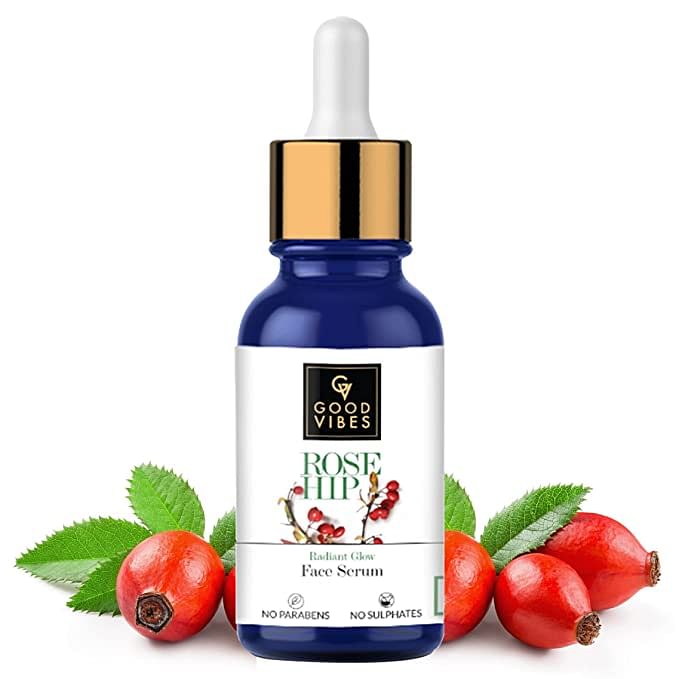 GV
GOOD
VIBES
ROSE
HIP
Radiant Glow
Face Serum
NO PARABENS
NO SULPHATES